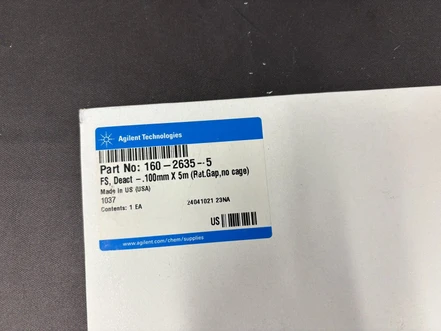 Agilent Technologies
Part No: 160-2635-5
FS, Deact - .100mm X 5m (Ret.Gap,no cage)
Made in US (USA)
1037
Contents: 1 EA
24041021 23NA
US
www.agilent.com/chem/supplies